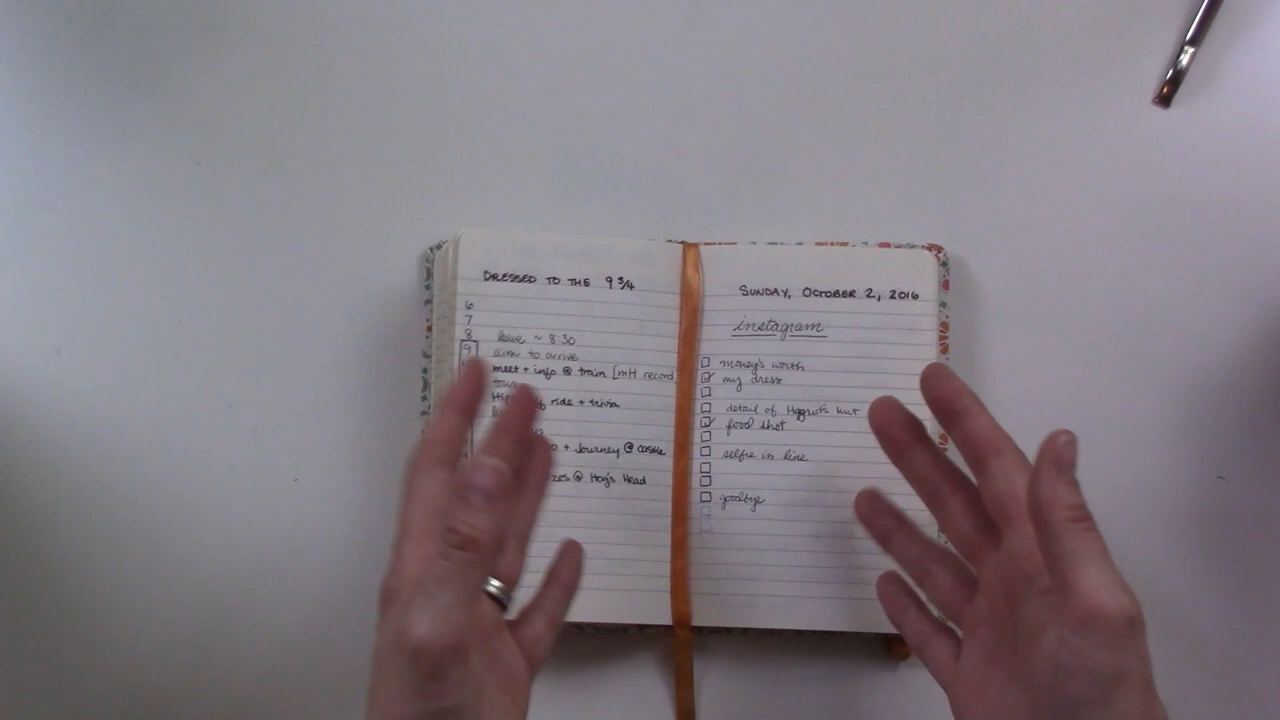 DRESSED TO THE 9 3/4
6
7
8 leave ~ 8:30
9 aim to arrive
meet + info @ train [MH record
tour
ride + trivia
+ Journey @ castle
@ Hog's Head
SUNDAY, OCTOBER 2, 2016
instagram
money's worth
my dress
detail of Hagrid's hut
food shot
selfie in line
goodbye